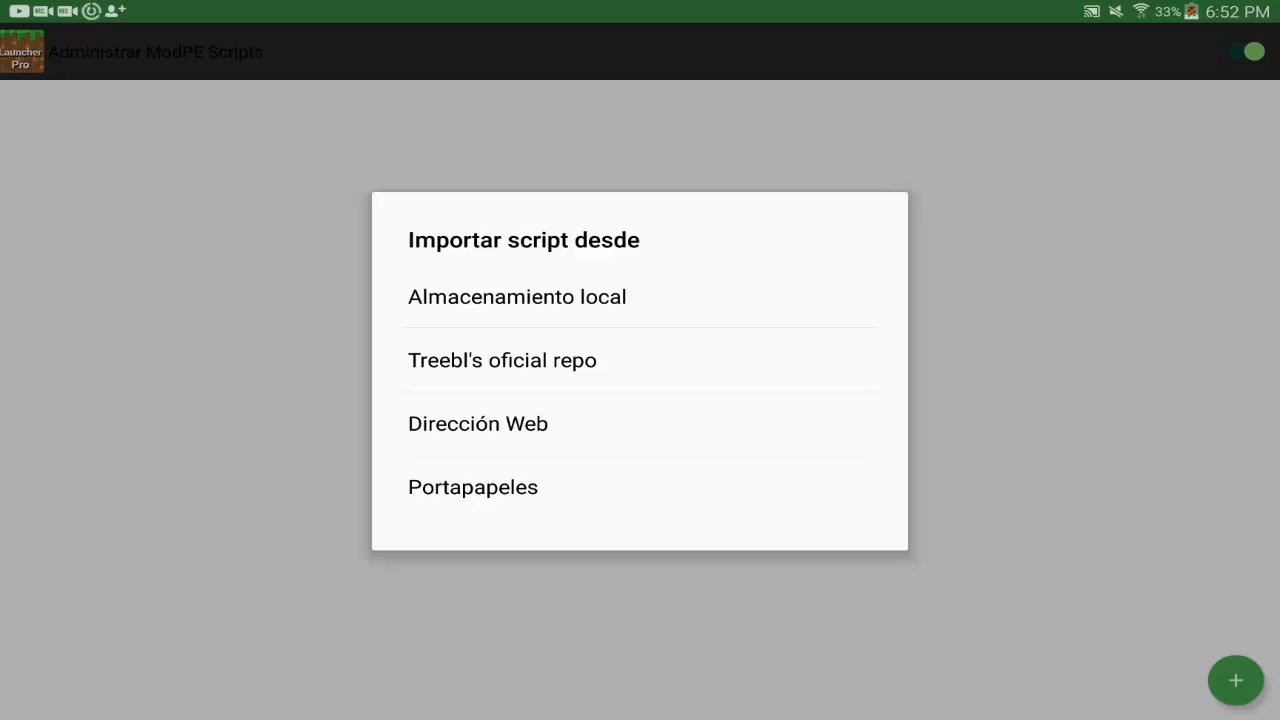 33% 6:52 PM
Launcher
Pro
Administrar ModPE Scripts
Importar script desde
Almacenamiento local
Treebl's oficial repo
Dirección Web
Portapapeles